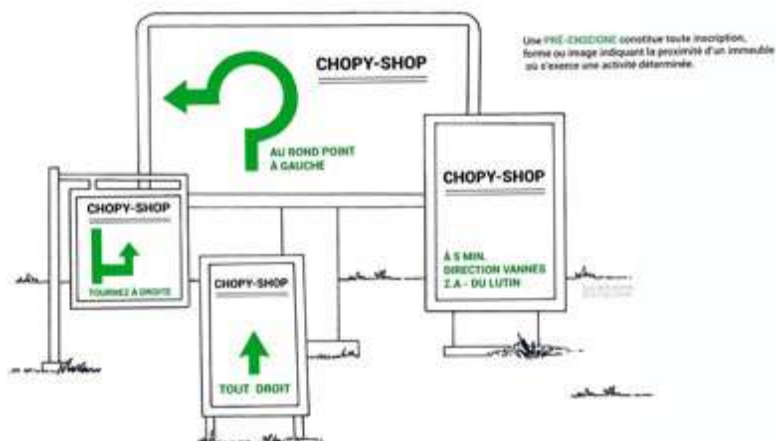 CHOPY-SHOP
AU ROND POINT
À GAUCHE
Une PRÉ-ENSEIGNE constitue toute inscription,
forme ou image indiquant la proximité d'un immeuble
où s'exerce une activité déterminée.
CHOPY-SHOP
TOURNEZ À DROITE
CHOPY-SHOP
TOUT DROIT
CHOPY-SHOP
À 5 MIN.
DIRECTION VANNES
Z.A - DU LUTIN